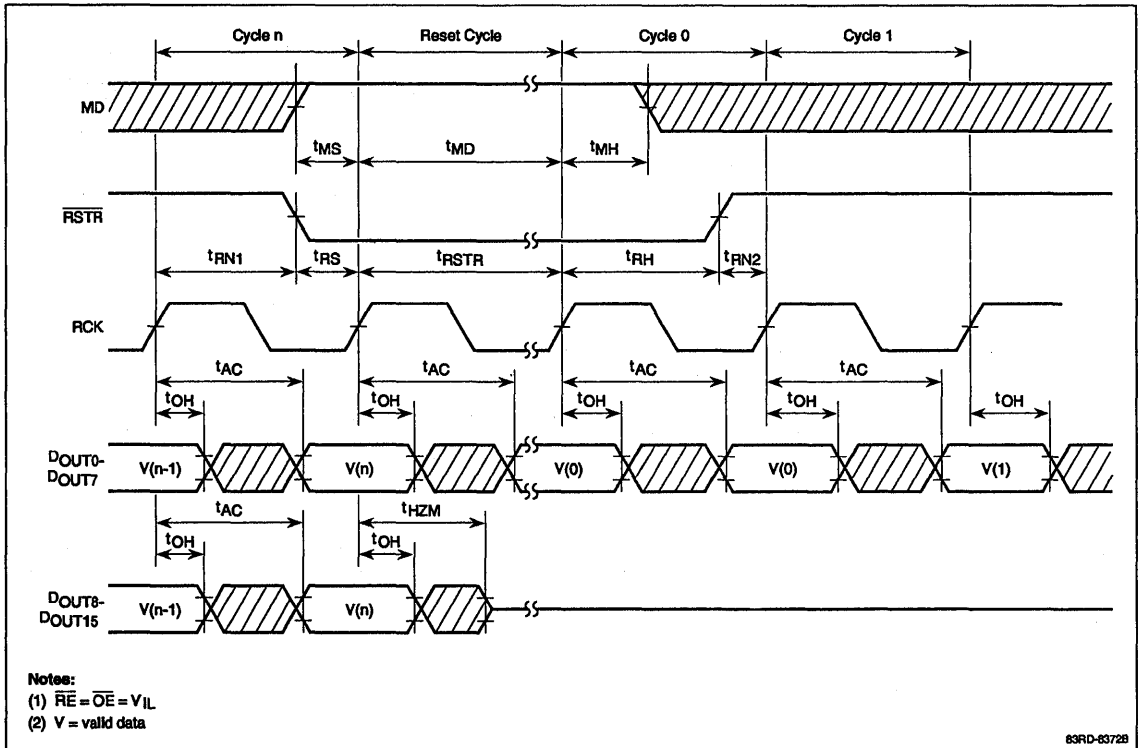 Cycle n Reset Cycle Cycle 0 Cycle 1
MD
tMS tMD tMH
RSTR
tRN1 tRS tRSTR tRH tRN2
RCK
tAC tAC tAC tAC
tOH tOH tOH tOH tOH
DOUT0-
DOUT7
V(n-1) V(n) V(0) V(0) V(1)
tAC tHZM
tOH tOH
DOUT8-
DOUT15
V(n-1) V(n)
Notes:
(1) RE = OE = VIL
(2) V = valid data
83RD-8372B